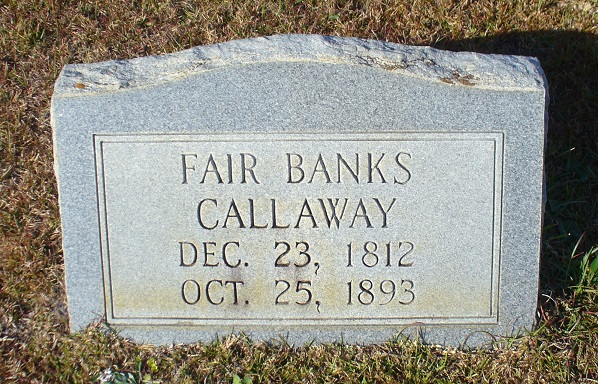 FAIR BANKS
CALLAWAY
DEC. 23, 1812
OCT. 25, 1893